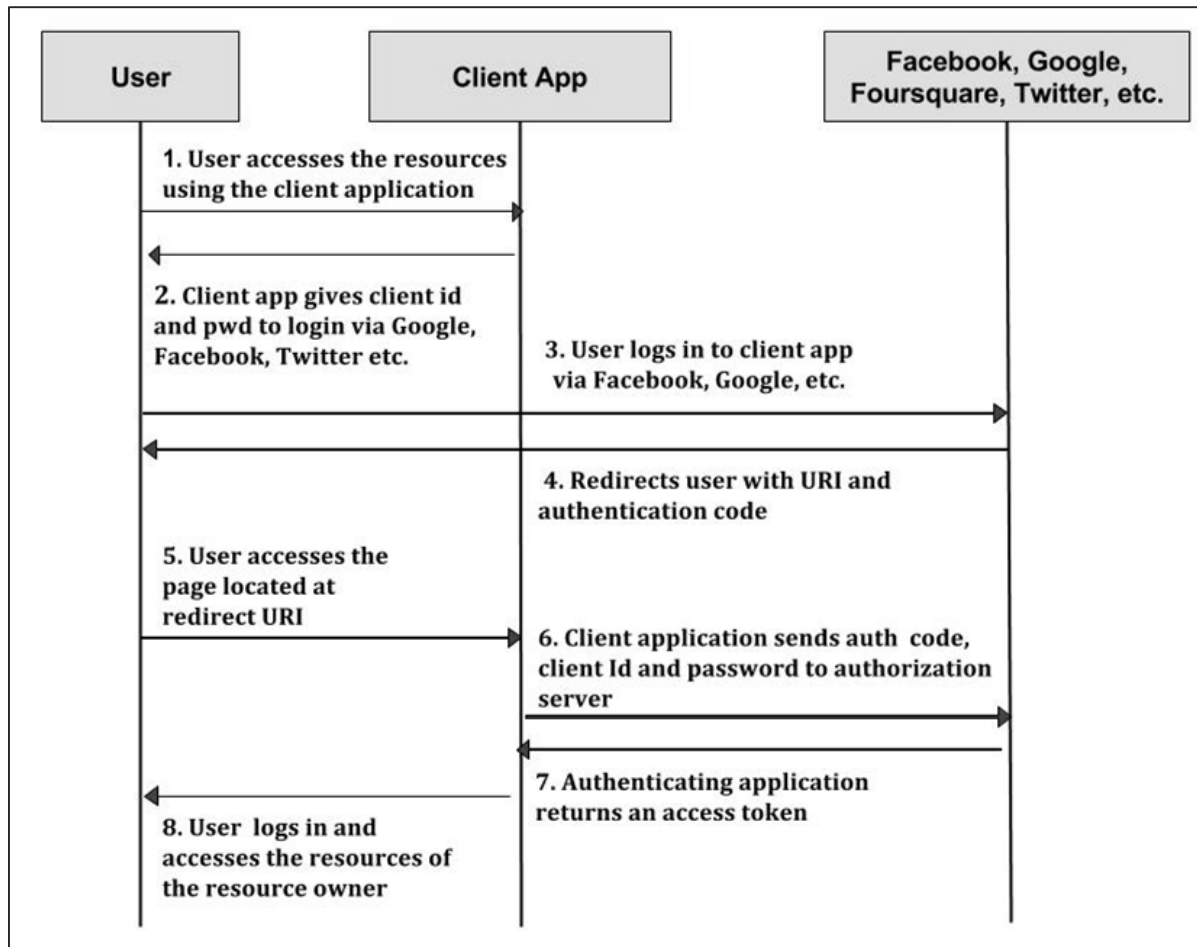 User
Client App
Facebook, Google,
Foursquare, Twitter, etc.
1. User accesses the resources
using the client application
2. Client app gives client id
and pwd to login via Google,
Facebook, Twitter etc.
3. User logs in to client app
via Facebook, Google, etc.
4. Redirects user with URI and
authentication code
5. User accesses the
page located at
redirect URI
6. Client application sends auth code,
client Id and password to authorization
server
7. Authenticating application
returns an access token
8. User logs in and
accesses the resources of
the resource owner